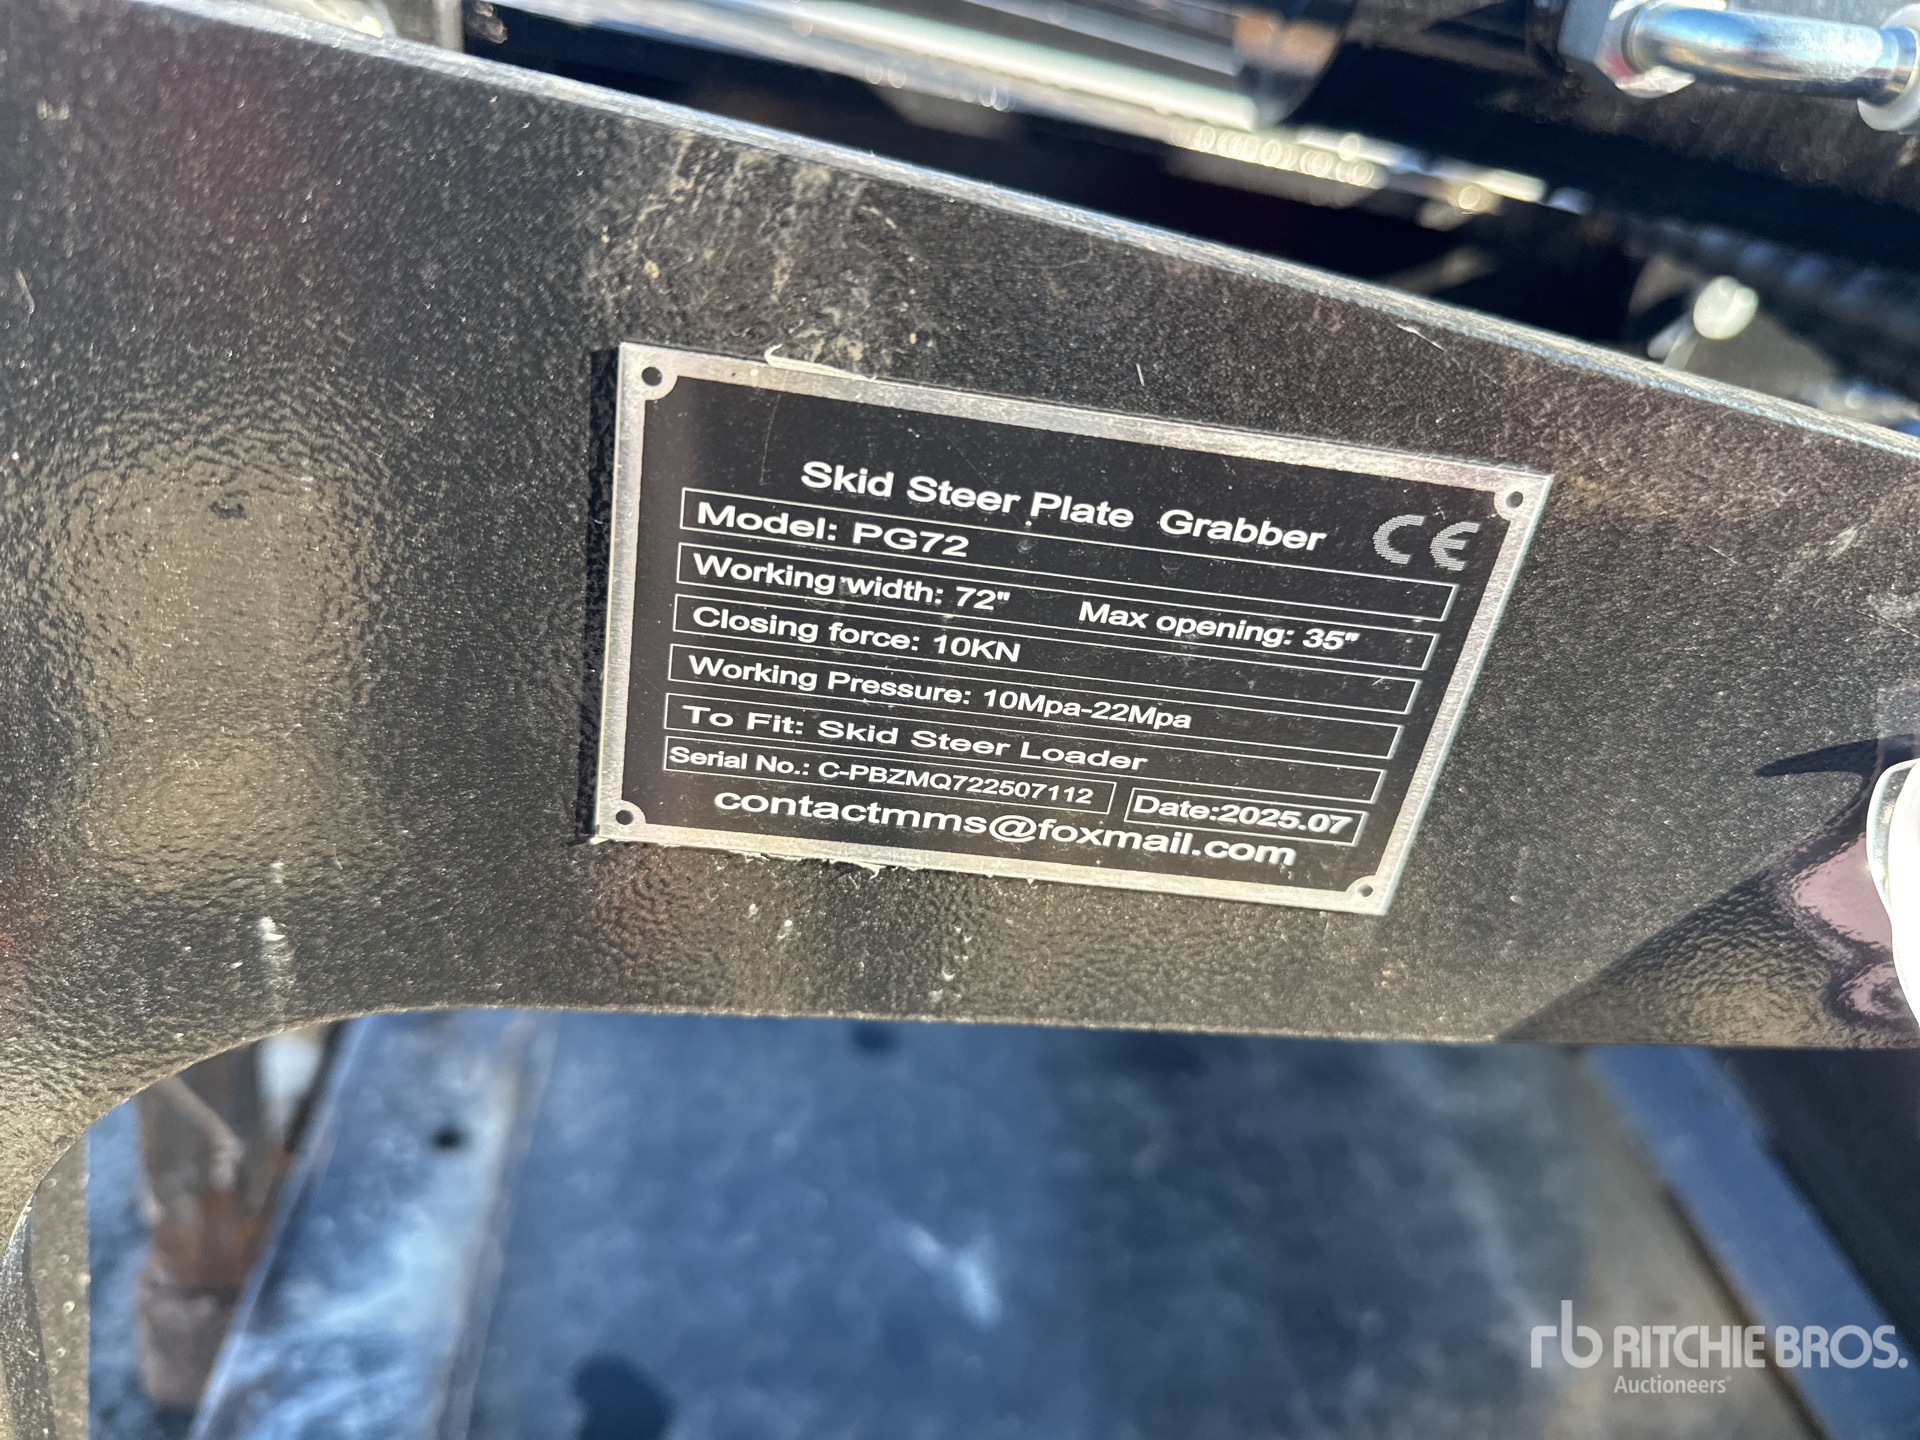 Skid Steer Plate Grabber CE
Model: PG72
Working width: 72" Max opening: 35"
Closing force: 10KN
Working Pressure: 10Mpa-22Mpa
To Fit: Skid Steer Loader
Serial No.: C-PBZMQ722507112 Date:2025.07
contactmms@foxmail.com
rb RITCHIE BROS.
Auctioneers